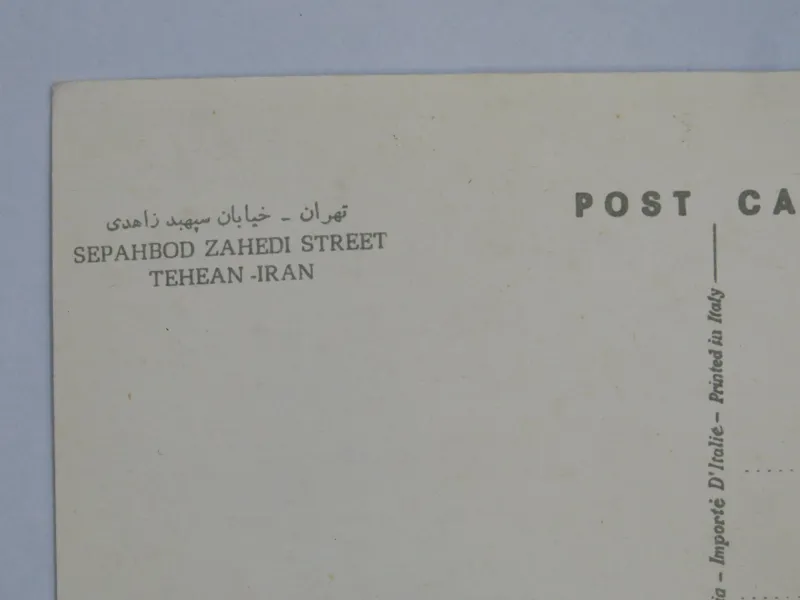 تهران - خیابان سپهبد زاهدی
SEPAHBOD ZAHEDI STREET
TEHEAN -IRAN
POST CA
Importé D'Italie - Printed in Italy